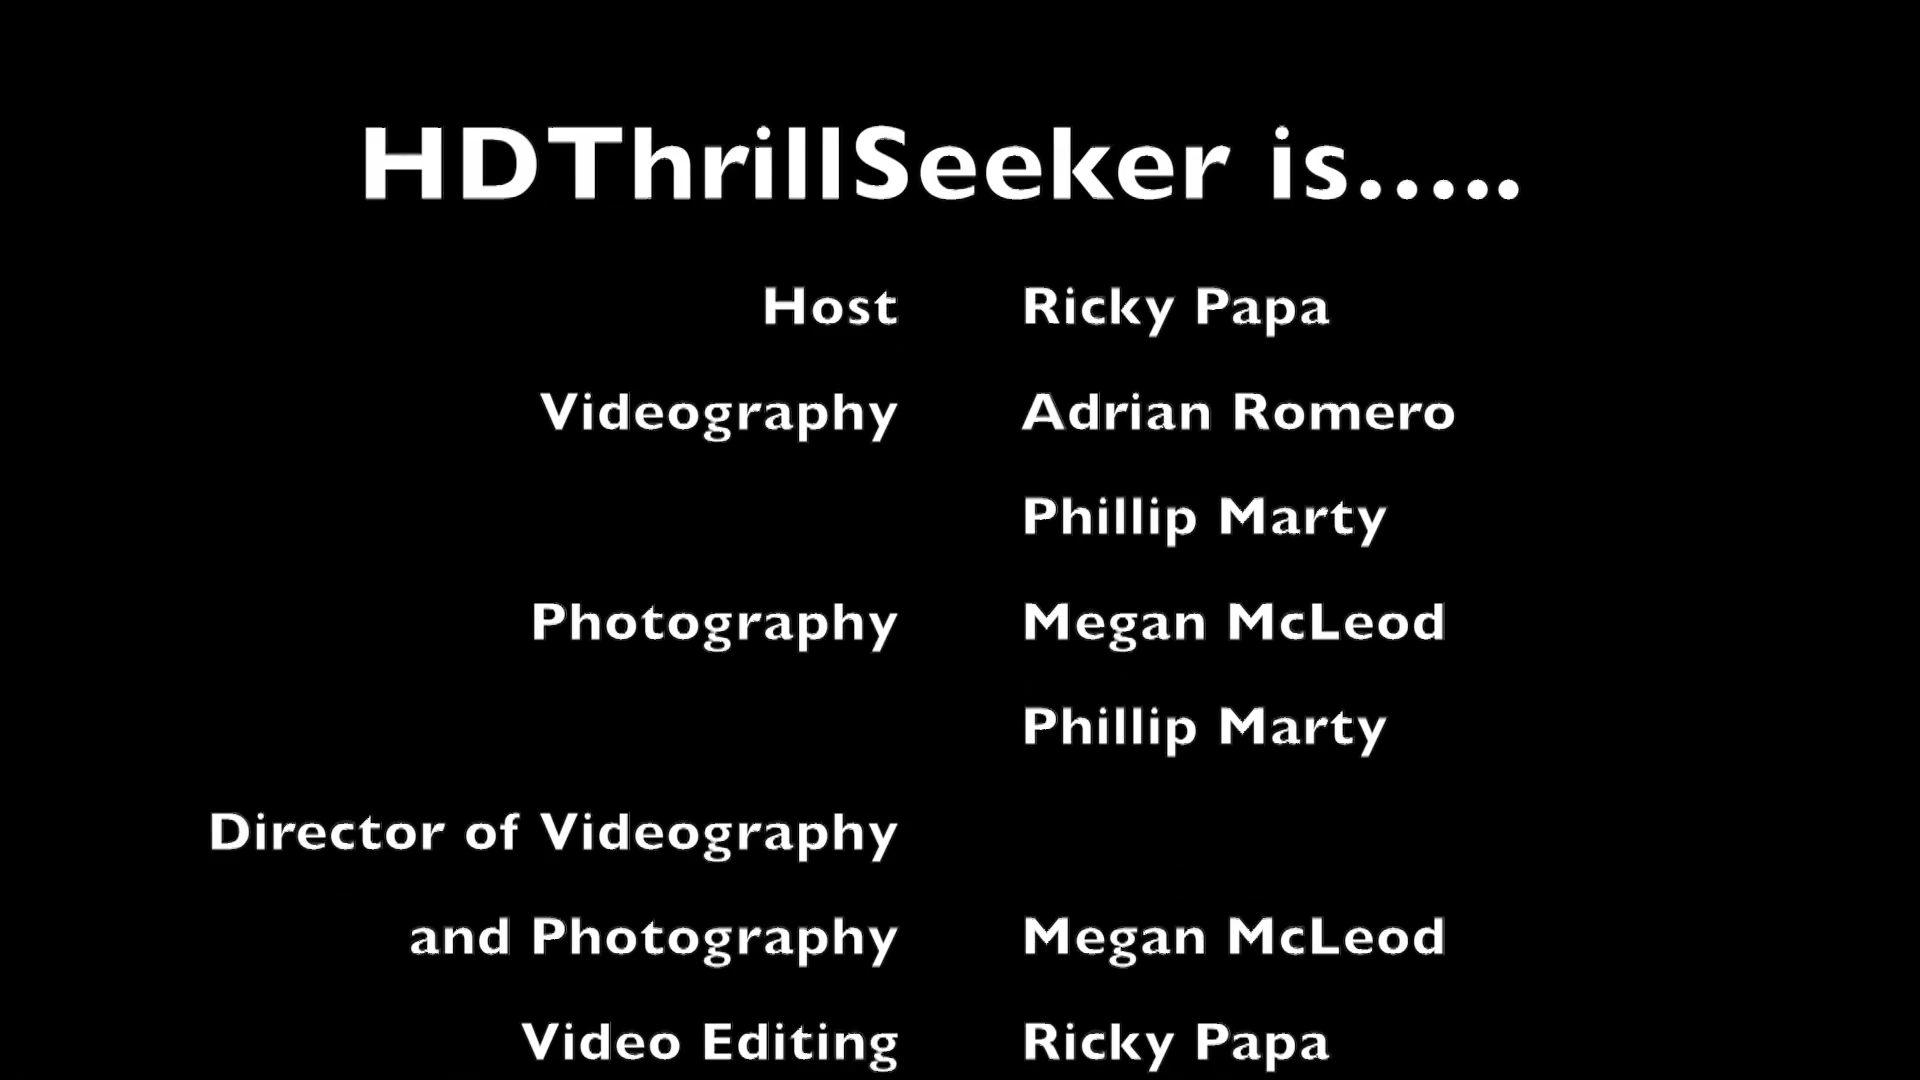 HDThrillSeeker is.....
Host Ricky Papa
Videography Adrian Romero
Phillip Marty
Photography Megan McLeod
Phillip Marty
Director of Videography
and Photography Megan McLeod
Video Editing Ricky Papa